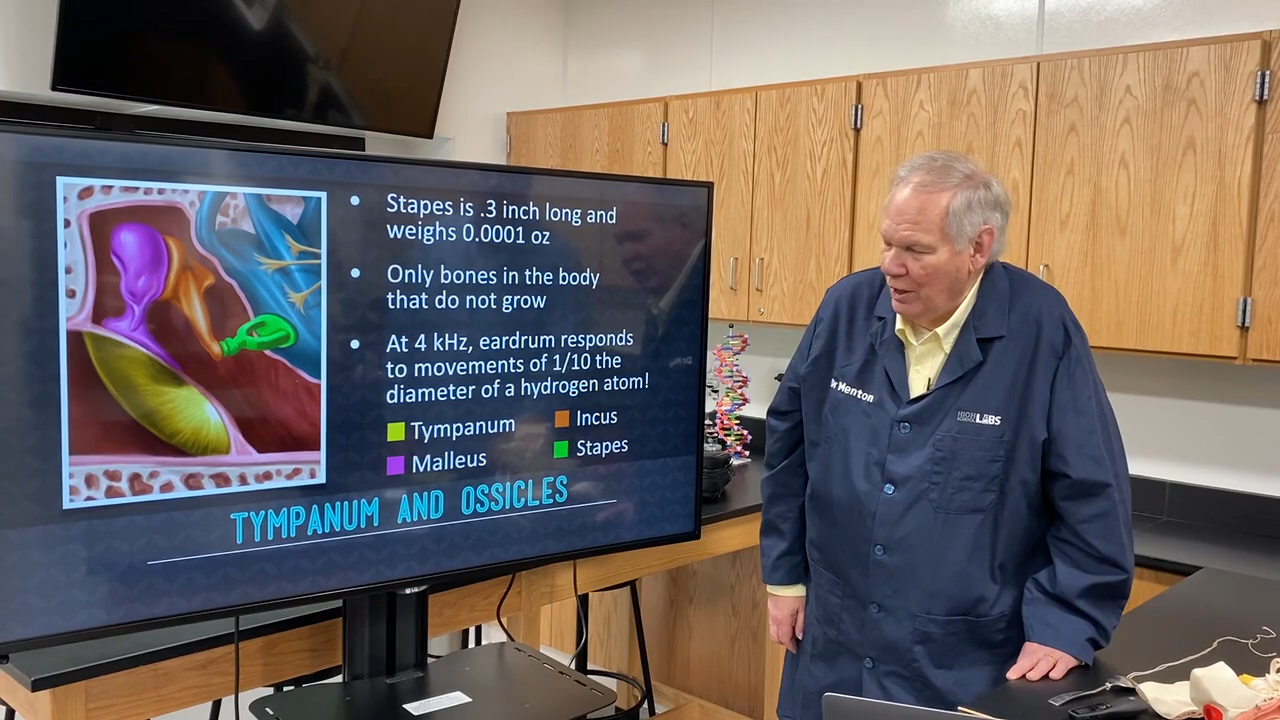 Stapes is .3 inch long and
weighs 0.0001 oz
Only bones in the body
that do not grow
At 4 kHz, eardrum responds
to movements of 1/10 the
diameter of a hydrogen atom!
Tympanum
Incus
Malleus
Stapes
TYMPANUM AND OSSICLES
Dr Menton
HIGH
SCHOOL LABS